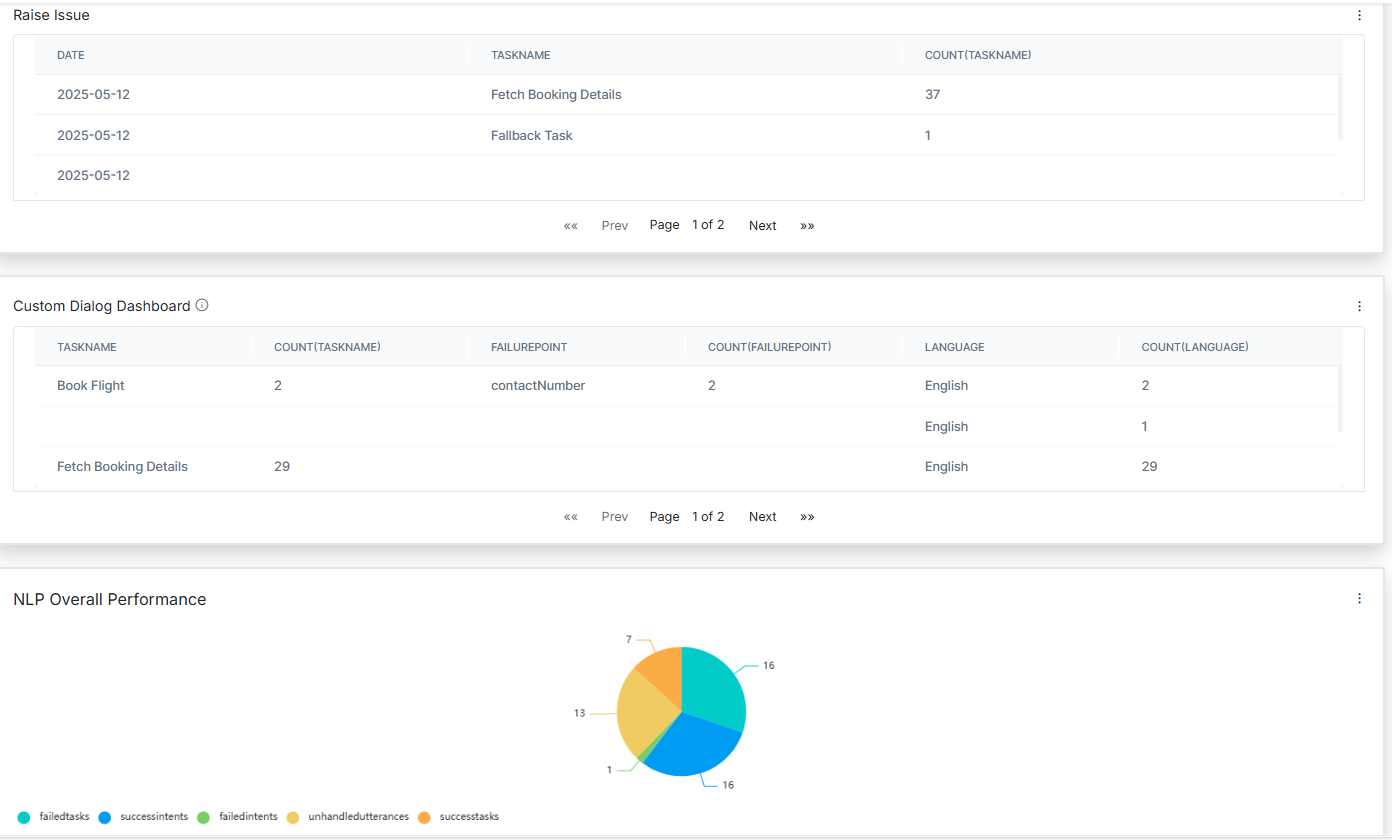 Raise Issue
DATE TASKNAME COUNT(TASKNAME)
2025-05-12 Fetch Booking Details 37
2025-05-12 Fallback Task 1
2025-05-12
«« Prev Page 1 of 2 Next »»
Custom Dialog Dashboard
TASKNAME COUNT(TASKNAME) FAILUREPOINT COUNT(FAILUREPOINT) LANGUAGE COUNT(LANGUAGE)
Book Flight 2 contactNumber 2 English 2
English 1
Fetch Booking Details 29 English 29
«« Prev Page 1 of 2 Next »»
NLP Overall Performance
7
16
13
1
16
failedtasks successintents failedintents unhandledutterances successtasks